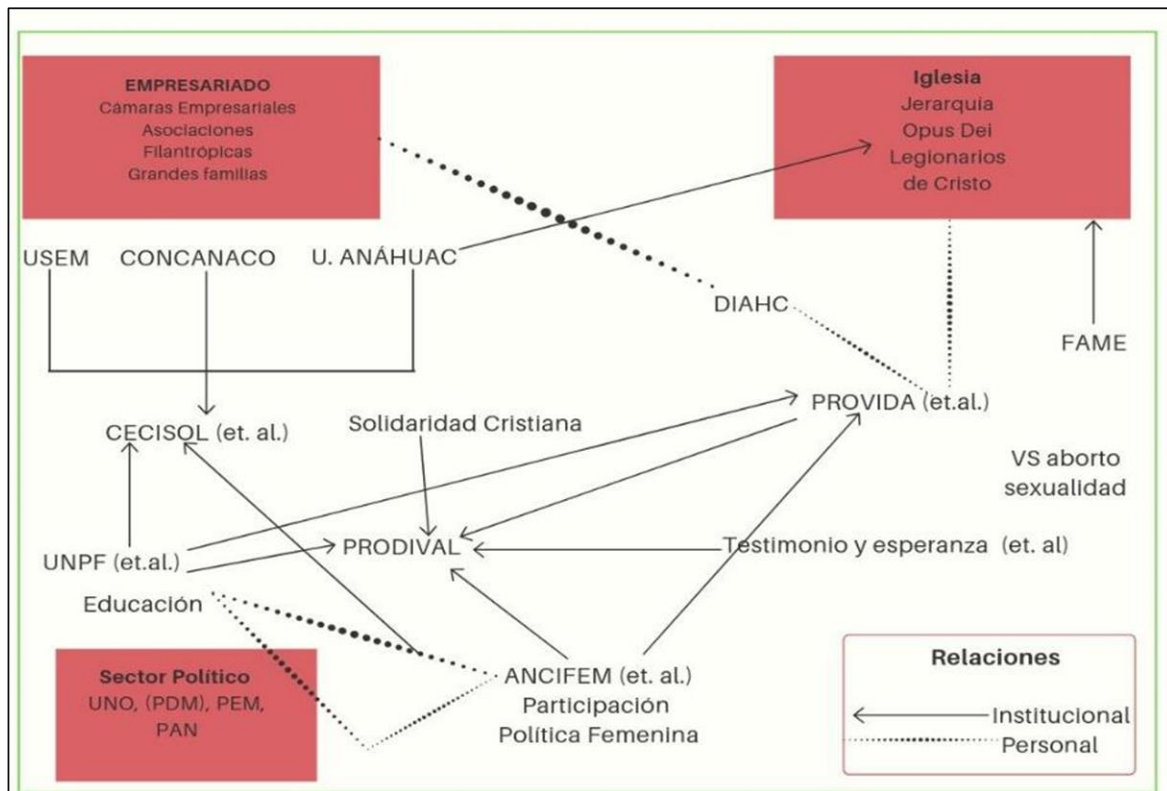 EMPRESARIADO
Cámaras Empresariales
Asociaciones
Filantrópicas
Grandes familias
Iglesia
Jerarquía
Opus Dei
Legionarios
de Cristo
USEM
CONCANACO
U. ANÁHUAC
DIAHC
FAME
PROVIDA (et.al.)
CECISOL (et. al.)
Solidaridad Cristiana
VS aborto
sexualidad
UNPF (et.al.)
PRODIVAL
Testimonio y esperanza (et. al)
Educación
Sector Político
UNO, (PDM), PEM,
PAN
ANCIFEM (et. al.)
Participación
Política Femenina
Relaciones
Institucional
Personal